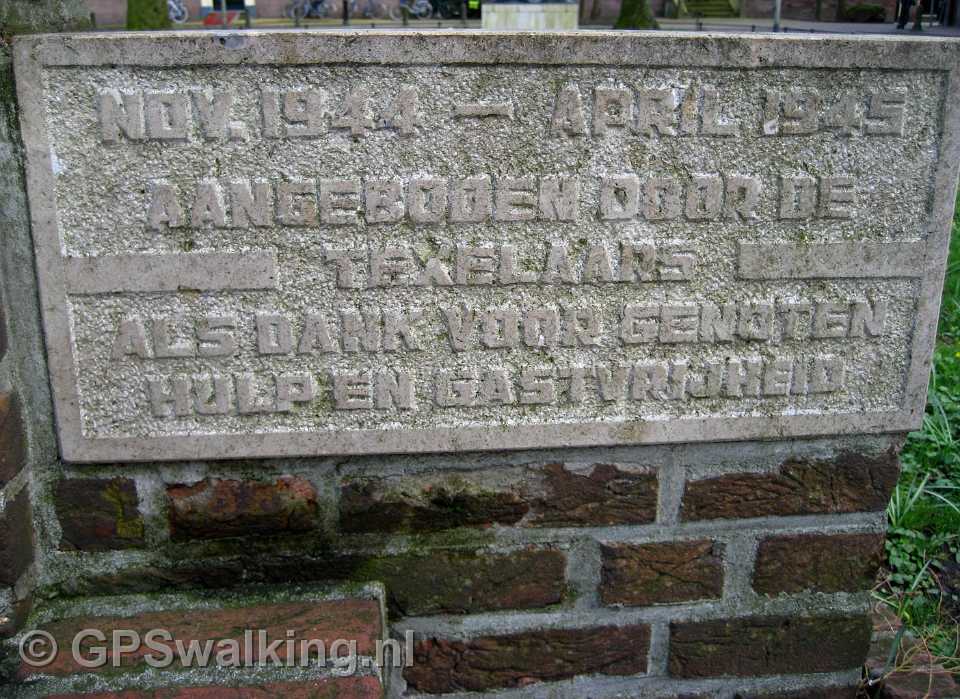 NOV. 1944 — APRIL 1945
AANGEBODEN DOOR DE
TEXELAARS
ALS DANK VOOR GENOTEN
HULP EN GASTVRIJHEID
© GPSwalking.nl